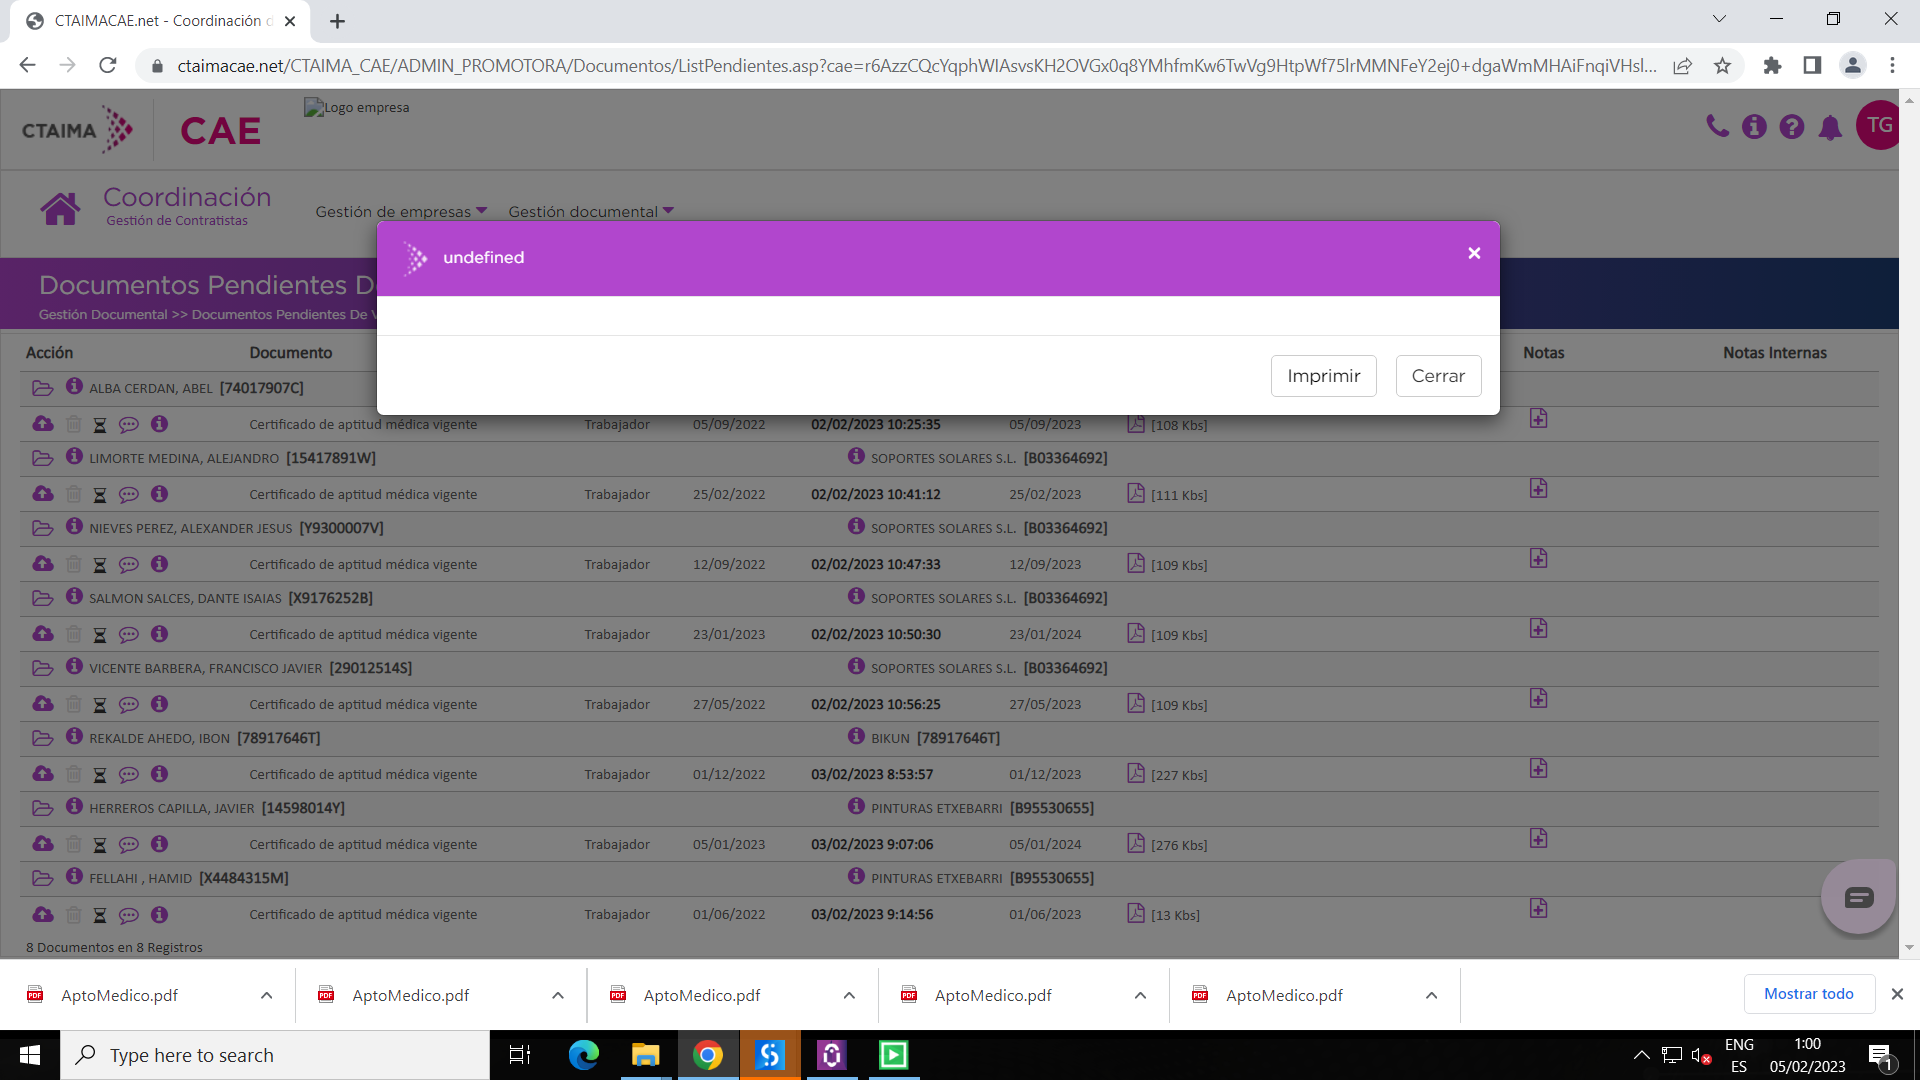 CTAIMACAE.net - Coordinación d
ctaimacae.net/CTAIMA_CAE/ADMIN_PROMOTORA/Documentos/ListPendientes.asp?cae=r6AzzCQcYqphWIAsvsKH2OVGx0q8YMhfmKw6TwVg9HtpWf75lrMMNFeY2ej0+dgaWmMHAiFnqiVHsl...
CTAIMA
CAE
Logo empresa
TG
Coordinación
Gestión de Contratistas
Gestión de empresas
Gestión documental
undefined
Documentos Pendientes D
Gestión Documental >> Documentos Pendientes De V
Imprimir
Cerrar
Acción Documento Notas Notas Internas
ALBA CERDAN, ABEL [74017907C]
Certificado de aptitud médica vigente Trabajador 05/09/2022 02/02/2023 10:25:35 05/09/2023 [108 Kbs]
LIMORTE MEDINA, ALEJANDRO [15417891W] SOPORTES SOLARES S.L. [B03364692]
Certificado de aptitud médica vigente Trabajador 25/02/2022 02/02/2023 10:41:12 25/02/2023 [111 Kbs]
NIEVES PEREZ, ALEXANDER JESUS [Y9300007V] SOPORTES SOLARES S.L. [B03364692]
Certificado de aptitud médica vigente Trabajador 12/09/2022 02/02/2023 10:47:33 12/09/2023 [109 Kbs]
SALMON SALCES, DANTE ISAIAS [X9176252B] SOPORTES SOLARES S.L. [B03364692]
Certificado de aptitud médica vigente Trabajador 23/01/2023 02/02/2023 10:50:30 23/01/2024 [109 Kbs]
VICENTE BARBERA, FRANCISCO JAVIER [29012514S] SOPORTES SOLARES S.L. [B03364692]
Certificado de aptitud médica vigente Trabajador 27/05/2022 02/02/2023 10:56:25 27/05/2023 [109 Kbs]
REKALDE AHEDO, IBON [78917646T] BIKUN [78917646T]
Certificado de aptitud médica vigente Trabajador 01/12/2022 03/02/2023 8:53:57 01/12/2023 [227 Kbs]
HERREROS CAPILLA, JAVIER [14598014Y] PINTURAS ETXEBARRI [B95530655]
Certificado de aptitud médica vigente Trabajador 05/01/2023 03/02/2023 9:07:06 05/01/2024 [276 Kbs]
FELLAHI , HAMID [X4484315M] PINTURAS ETXEBARRI [B95530655]
Certificado de aptitud médica vigente Trabajador 01/06/2022 03/02/2023 9:14:56 01/06/2023 [13 Kbs]
8 Documentos en 8 Registros
AptoMedico.pdf AptoMedico.pdf AptoMedico.pdf AptoMedico.pdf AptoMedico.pdf Mostrar todo
Type here to search
ENG
ES
1:00
05/02/2023
1